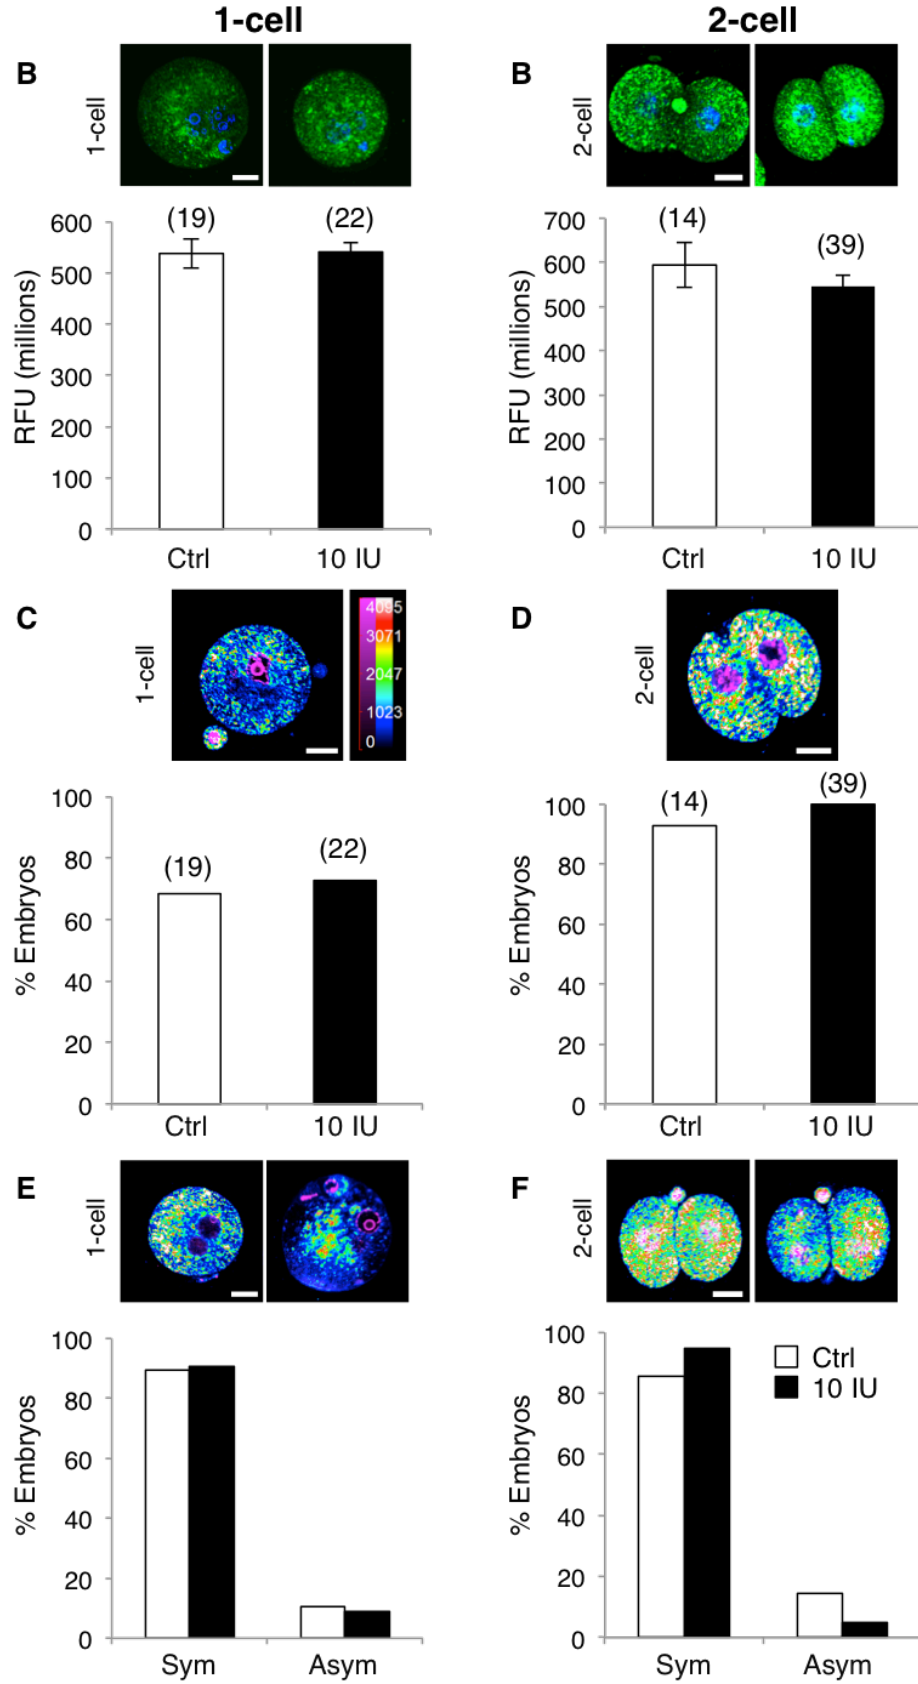 1-cell
2-cell
B
1-cell
B
2-cell
RFU (millions)
600
500
400
300
200
100
0
(19)
(22)
Ctrl
10 IU
RFU (millions)
700
600
500
400
300
200
100
0
(14)
(39)
Ctrl
10 IU
C
1-cell
4095
3071
2047
1023
0
D
2-cell
% Embryos
100
80
60
40
20
0
(19)
(22)
Ctrl
10 IU
% Embryos
100
80
60
40
20
0
(14)
(39)
Ctrl
10 IU
E
1-cell
F
2-cell
% Embryos
100
80
60
40
20
0
Sym
Asym
% Embryos
100
80
60
40
20
0
Ctrl
10 IU
Sym
Asym